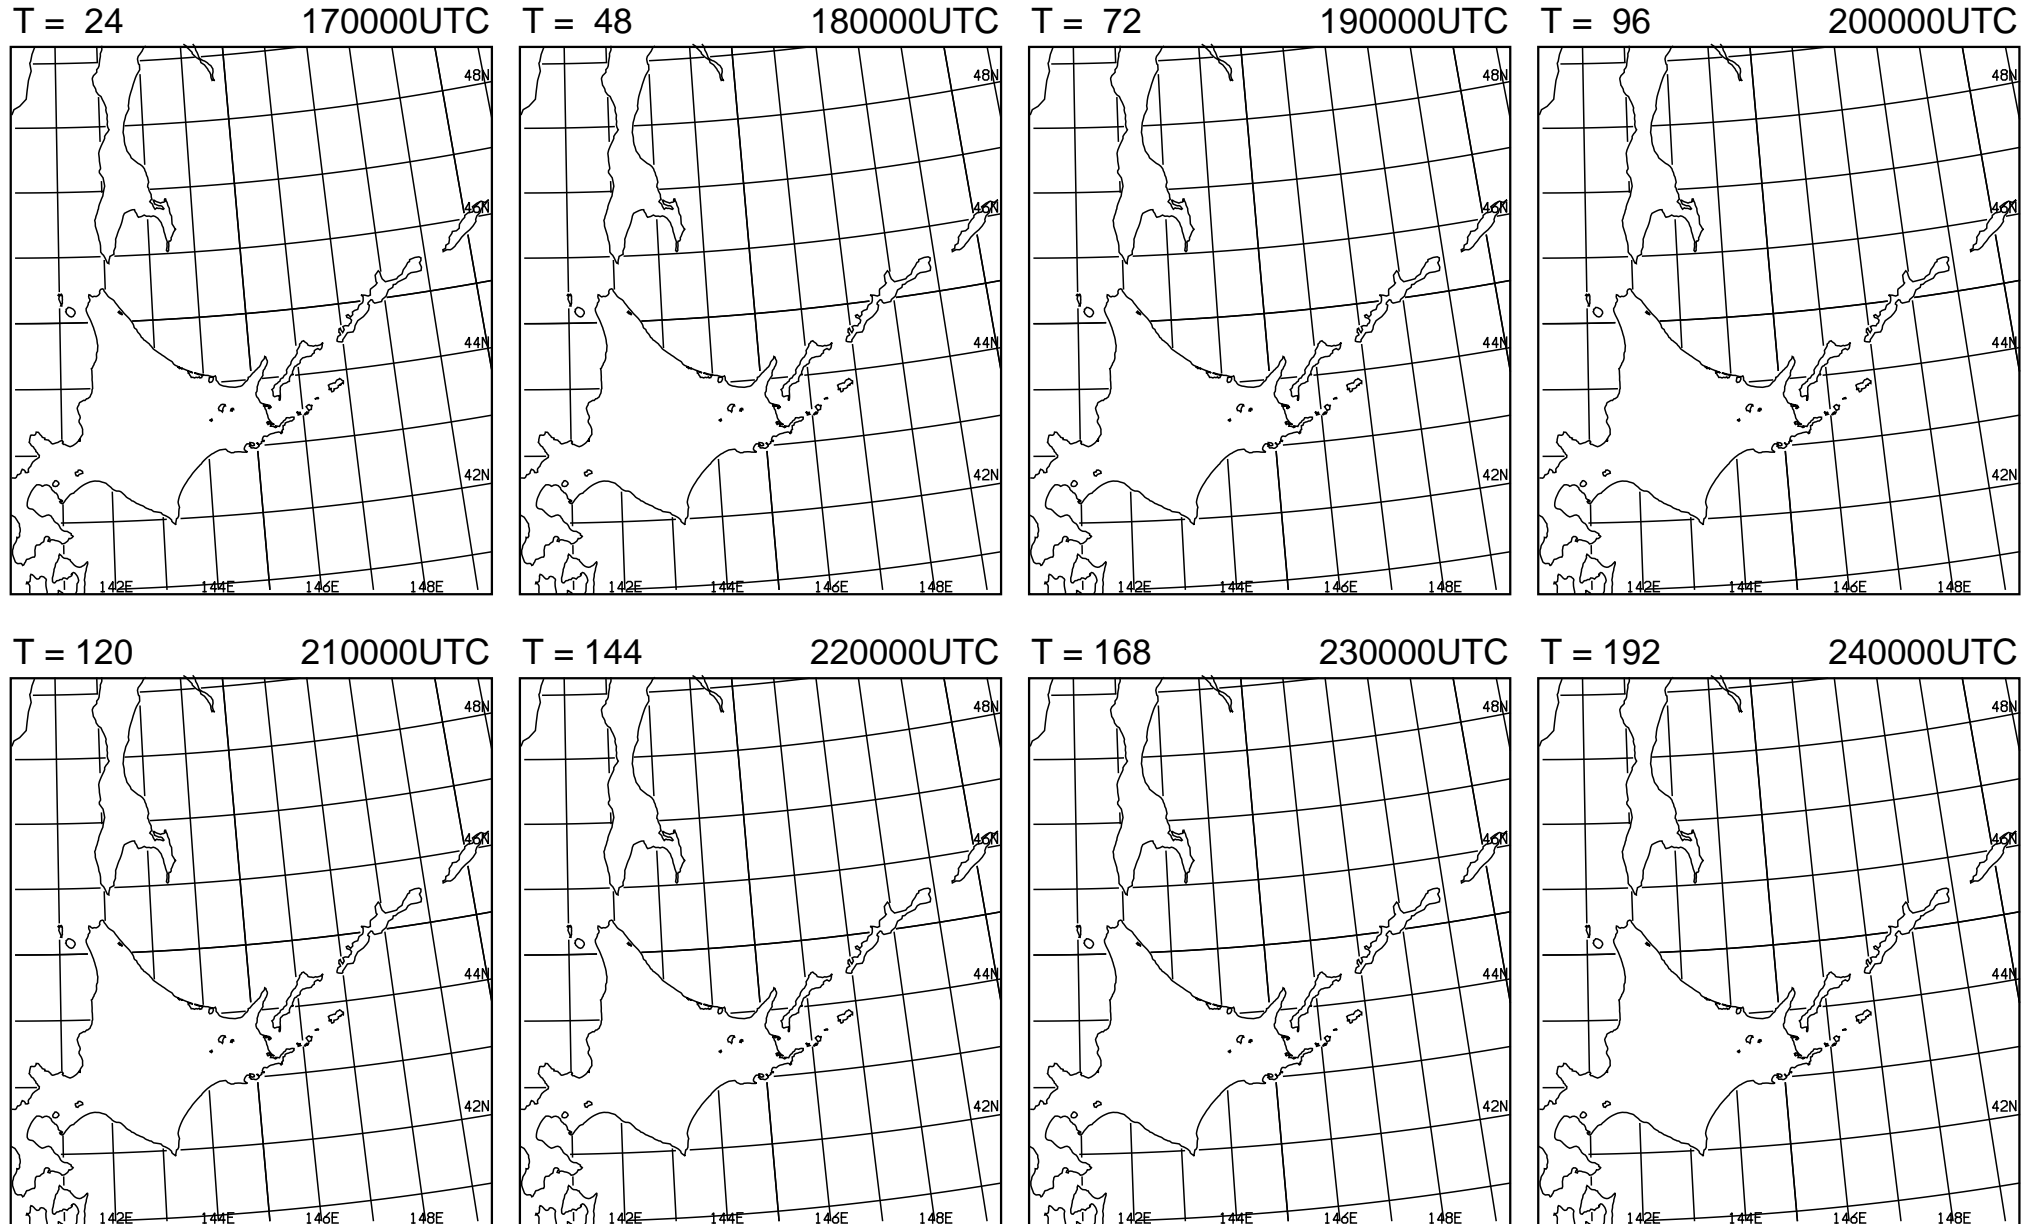 T = 24 170000UTC T = 48 180000UTC T = 72 190000UTC T = 96 200000UTC
48N 48N 48N 48N
46N 46N 46N 46N
44N 44N 44N 44N
42N 42N 42N 42N
142E 144E 146E 148E 142E 144E 146E 148E 142E 144E 146E 148E 142E 144E 146E 148E
T = 120 210000UTC T = 144 220000UTC T = 168 230000UTC T = 192 240000UTC
48N 48N 48N 48N
46N 46N 46N 46N
44N 44N 44N 44N
42N 42N 42N 42N
142E 144E 146E 148E 142E 144E 146E 148E 142E 144E 146E 148E 142E 144E 146E 148E